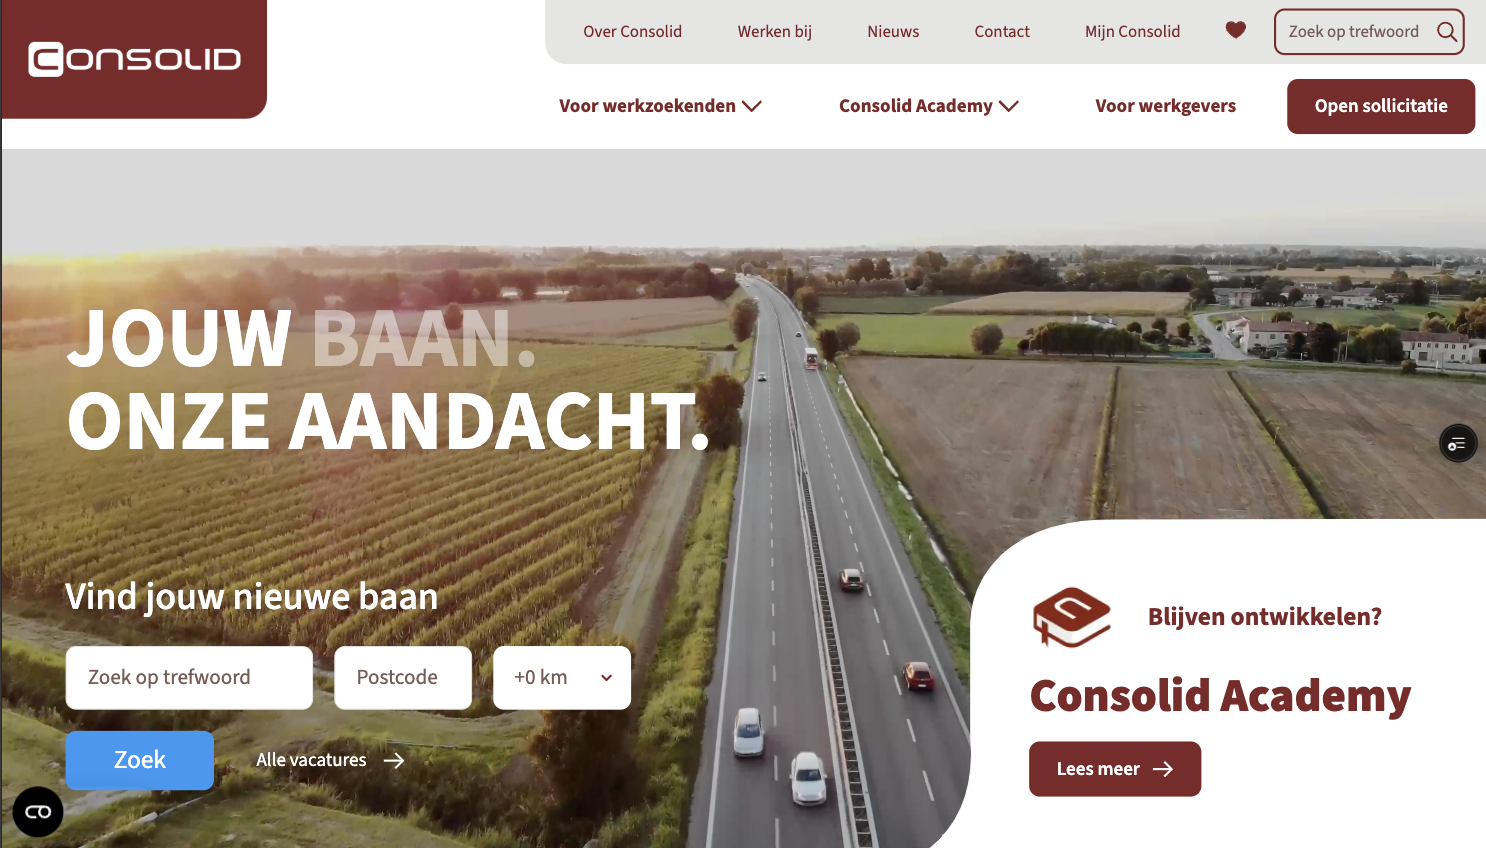 CONSOLID
Over Consolid
Werken bij
Nieuws
Contact
Mijn Consolid
Zoek op trefwoord
Voor werkzoekenden
Consolid Academy
Voor werkgevers
Open sollicitatie
JOUW BAAN.
ONZE AANDACHT.
Vind jouw nieuwe baan
Zoek op trefwoord
Postcode
+0 km
Zoek
Alle vacatures
Blijven ontwikkelen?
Consolid Academy
Lees meer